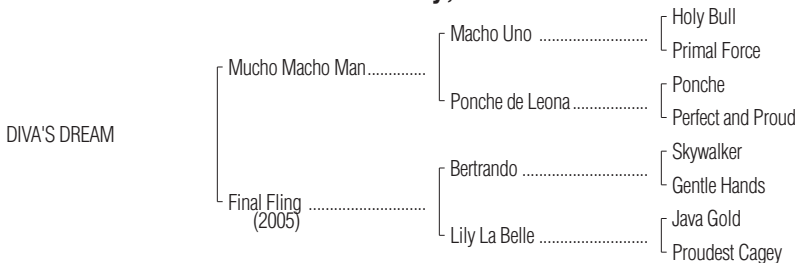 Holy Bull
Macho Uno ..........................
Primal Force
Mucho Macho Man..............
Ponche
Ponche de Leona..................
Perfect and Proud
DIVA'S DREAM
Skywalker
Bertrando ..............................
Gentle Hands
Final Fling ............................
(2005)
Java Gold
Lily La Belle ..........................
Proudest Cagey